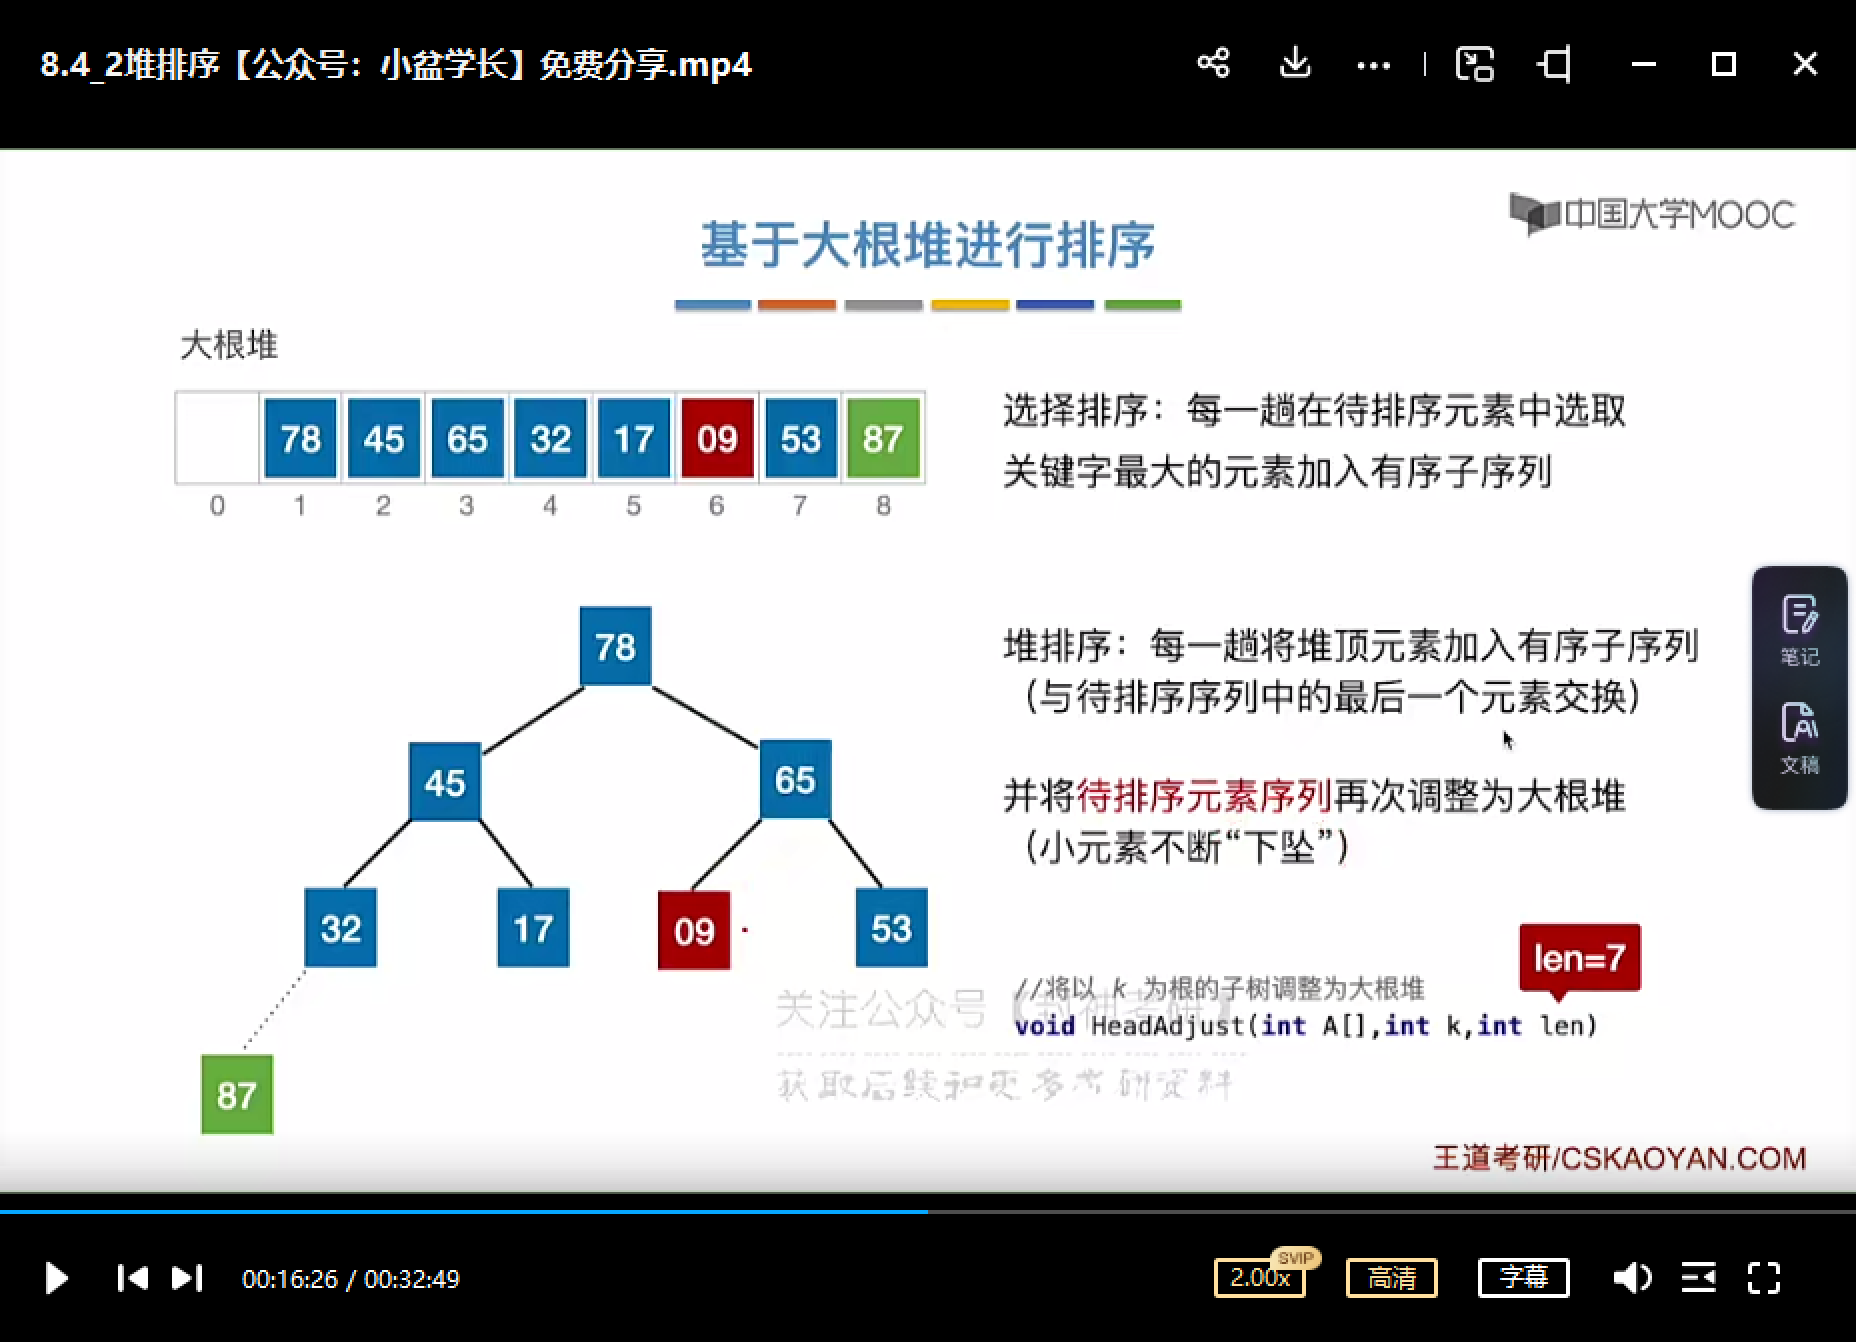 8.4_2堆排序【公众号：小盆学长】免费分享.mp4
中国大学MOOC
基于大根堆进行排序
大根堆
78 45 65 32 17 09 53 87
0 1 2 3 4 5 6 7 8
选择排序：每一趟在待排序元素中选取
关键字最大的元素加入有序子序列
78
45 65
32 17 09 53
87
堆排序：每一趟将堆顶元素加入有序子序列
（与待排序序列中的最后一个元素交换）
并将待排序元素序列再次调整为大根堆
（小元素不断“下坠”）
len=7
//将以 k 为根的子树调整为大根堆
void HeadAdjust(int A[],int k,int len)
关注公众号【封神考研】
获取后续和更多考研资料
王道考研/CSKAOYAN.COM
笔记
文稿
00:16:26 / 00:32:49
2.00x
SVIP
高清
字幕